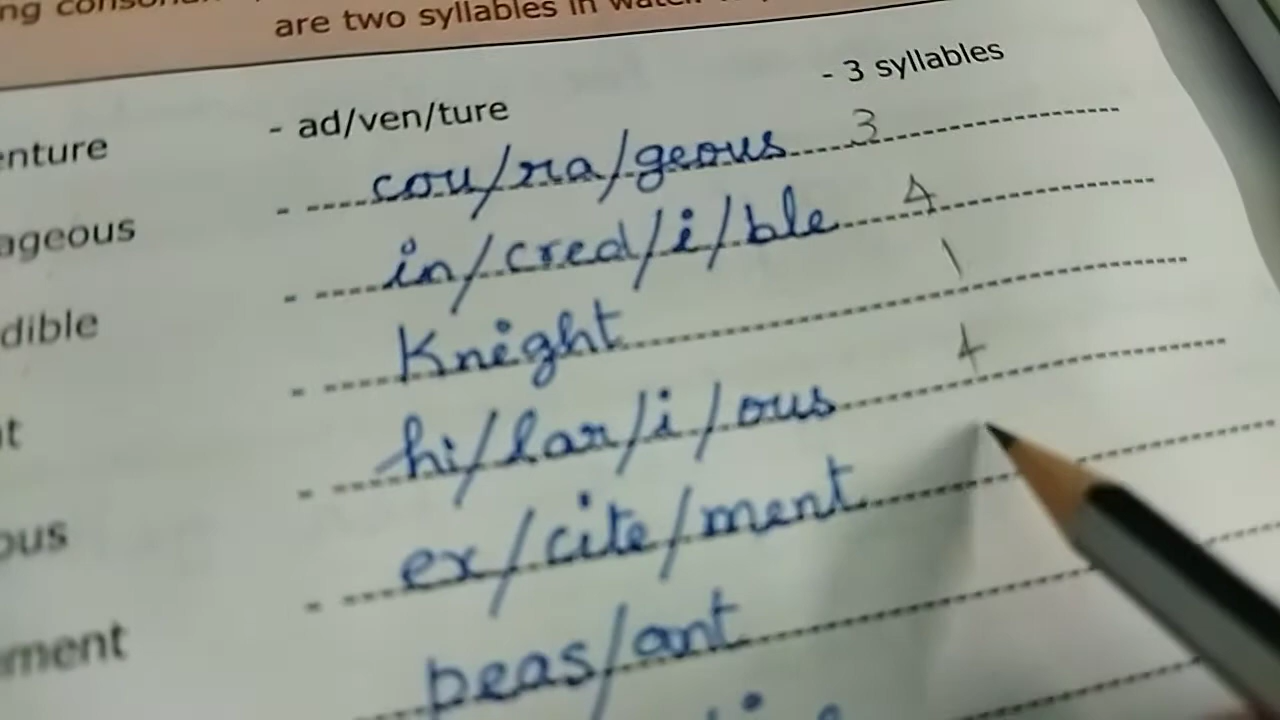 are two syllables in
- 3 syllables
enture - ad/ven/ture
ageous - cou/ra/geous 3
dible - in/cred/i/ble 4
t - Knight 1
ous - hi/lar/i/ous 4
ment - ex/cite/ment
peas/ant